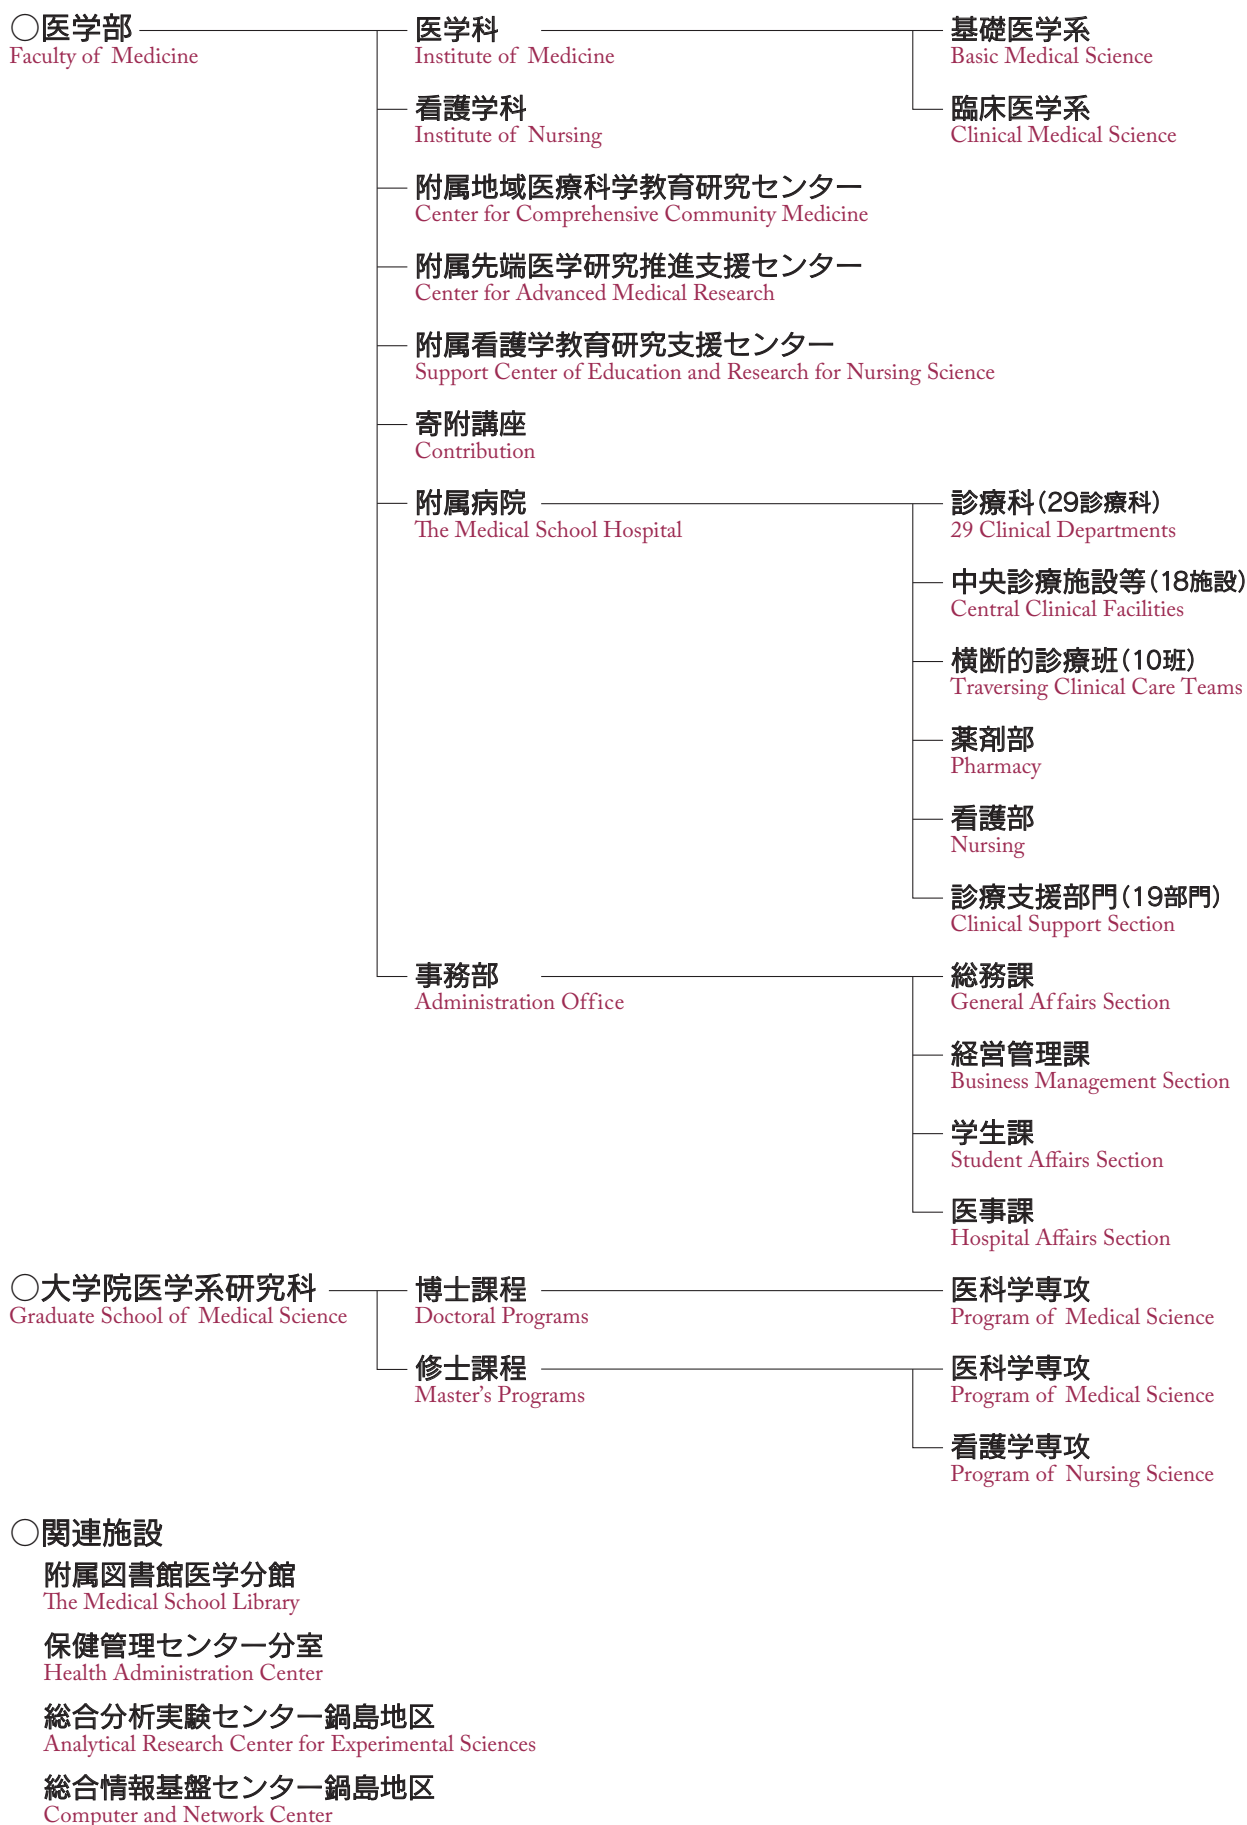 ○医学部
Faculty of Medicine
医学科
Institute of Medicine
基礎医学系
Basic Medical Science
臨床医学系
Clinical Medical Science
看護学科
Institute of Nursing
附属地域医療科学教育研究センター
Center for Comprehensive Community Medicine
附属先端医学研究推進支援センター
Center for Advanced Medical Research
附属看護学教育研究支援センター
Support Center of Education and Research for Nursing Science
寄附講座
Contribution
附属病院
The Medical School Hospital
診療科(29診療科)
29 Clinical Departments
中央診療施設等(18施設)
Central Clinical Facilities
横断的診療班(10班)
Traversing Clinical Care Teams
薬剤部
Pharmacy
看護部
Nursing
診療支援部門(19部門)
Clinical Support Section
事務部
Administration Office
総務課
General Affairs Section
経営管理課
Business Management Section
学生課
Student Affairs Section
医事課
Hospital Affairs Section
○大学院医学系研究科
Graduate School of Medical Science
博士課程
Doctoral Programs
医科学専攻
Program of Medical Science
修士課程
Master's Programs
医科学専攻
Program of Medical Science
看護学専攻
Program of Nursing Science
○関連施設
附属図書館医学分館
The Medical School Library
保健管理センター分室
Health Administration Center
総合分析実験センター鍋島地区
Analytical Research Center for Experimental Sciences
総合情報基盤センター鍋島地区
Computer and Network Center